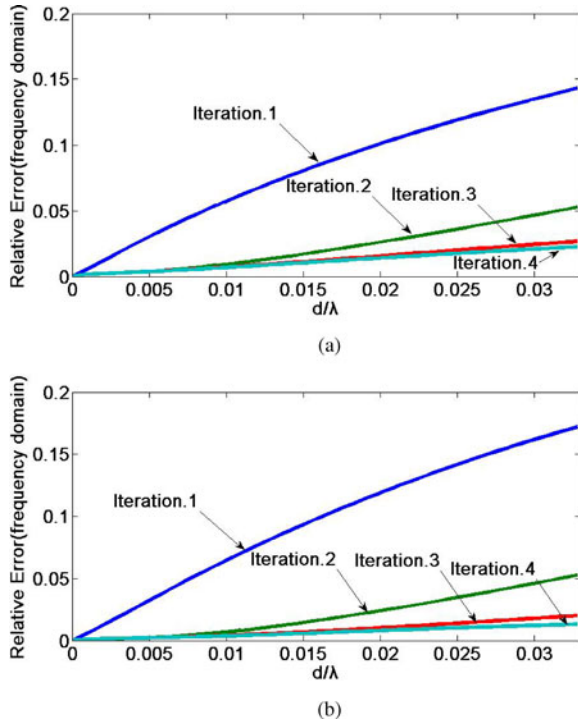 0.2
0.15
0.1
0.05
0
Relative Error(frequency domain)
Iteration.1
Iteration.2
Iteration.3
Iteration.4
0 0.005 0.01 0.015 0.02 0.025 0.03
d/λ
(a)
0.2
0.15
0.1
0.05
0
Relative Error(frequency domain)
Iteration.1
Iteration.2
Iteration.3
Iteration.4
0 0.005 0.01 0.015 0.02 0.025 0.03
d/λ
(b)